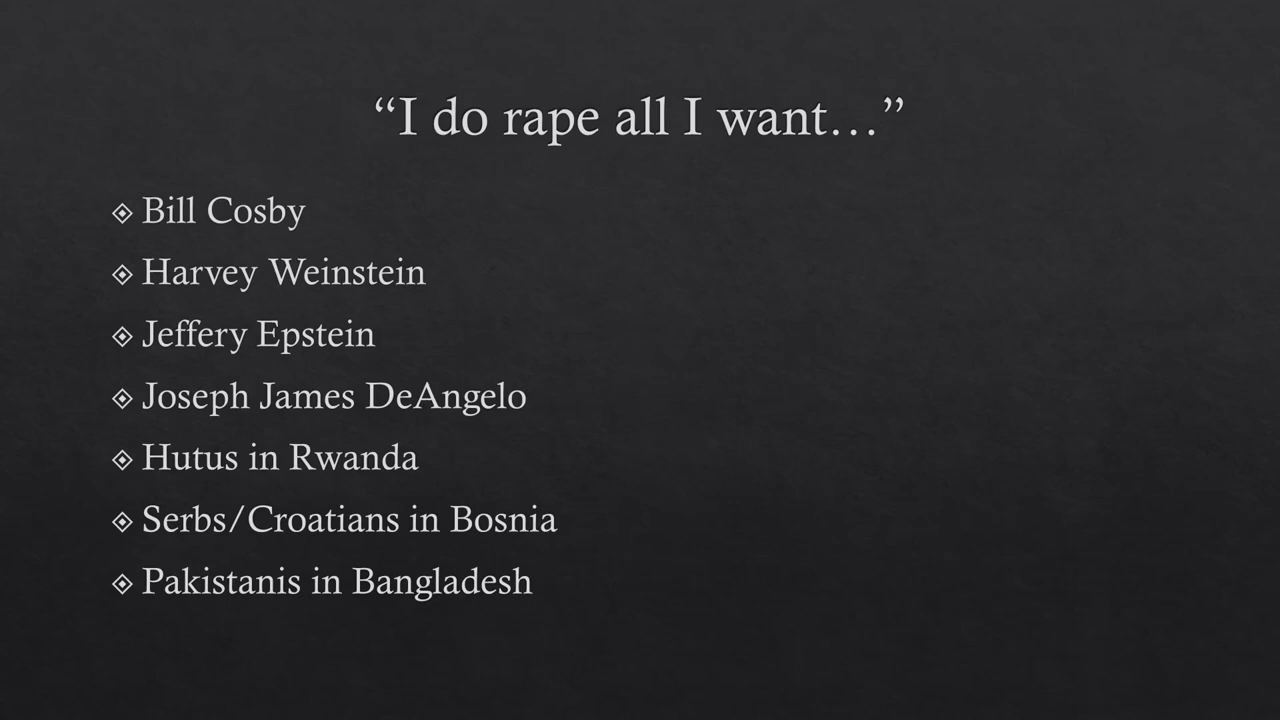 “I do rape all I want…”
Bill Cosby
Harvey Weinstein
Jeffery Epstein
Joseph James DeAngelo
Hutus in Rwanda
Serbs/Croatians in Bosnia
Pakistanis in Bangladesh